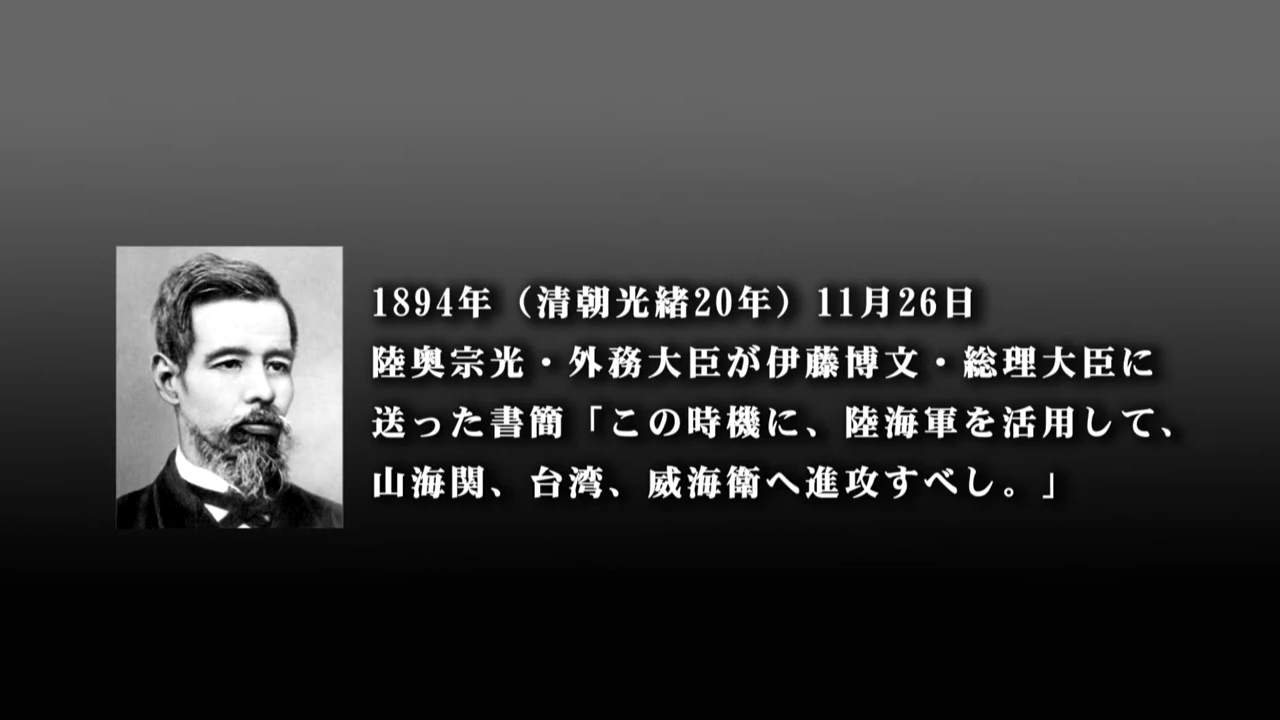 1894年（清朝光緒20年）11月26日
陸奥宗光・外務大臣が伊藤博文・総理大臣に
送った書簡「この時機に、陸海軍を活用して、
山海関、台湾、威海衛へ進攻すべし。」